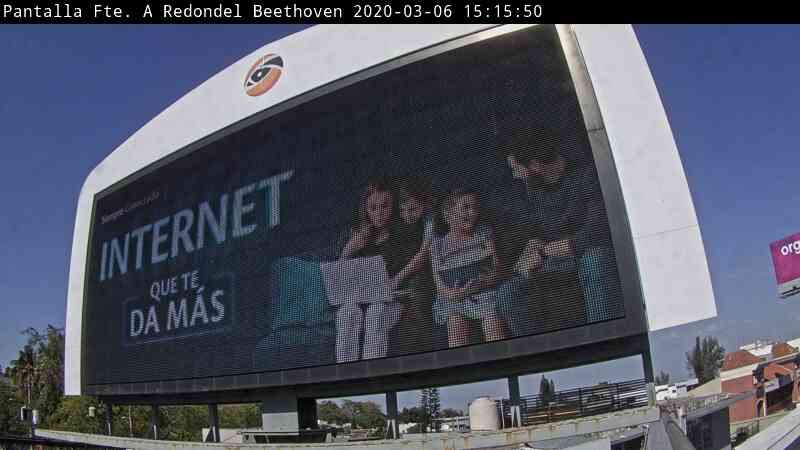 Pantalla Fte. A Redondel Beethoven 2020-03-06 15:15:50
Siempre Conectado
INTERNET
QUE TE
DA MÁS
org